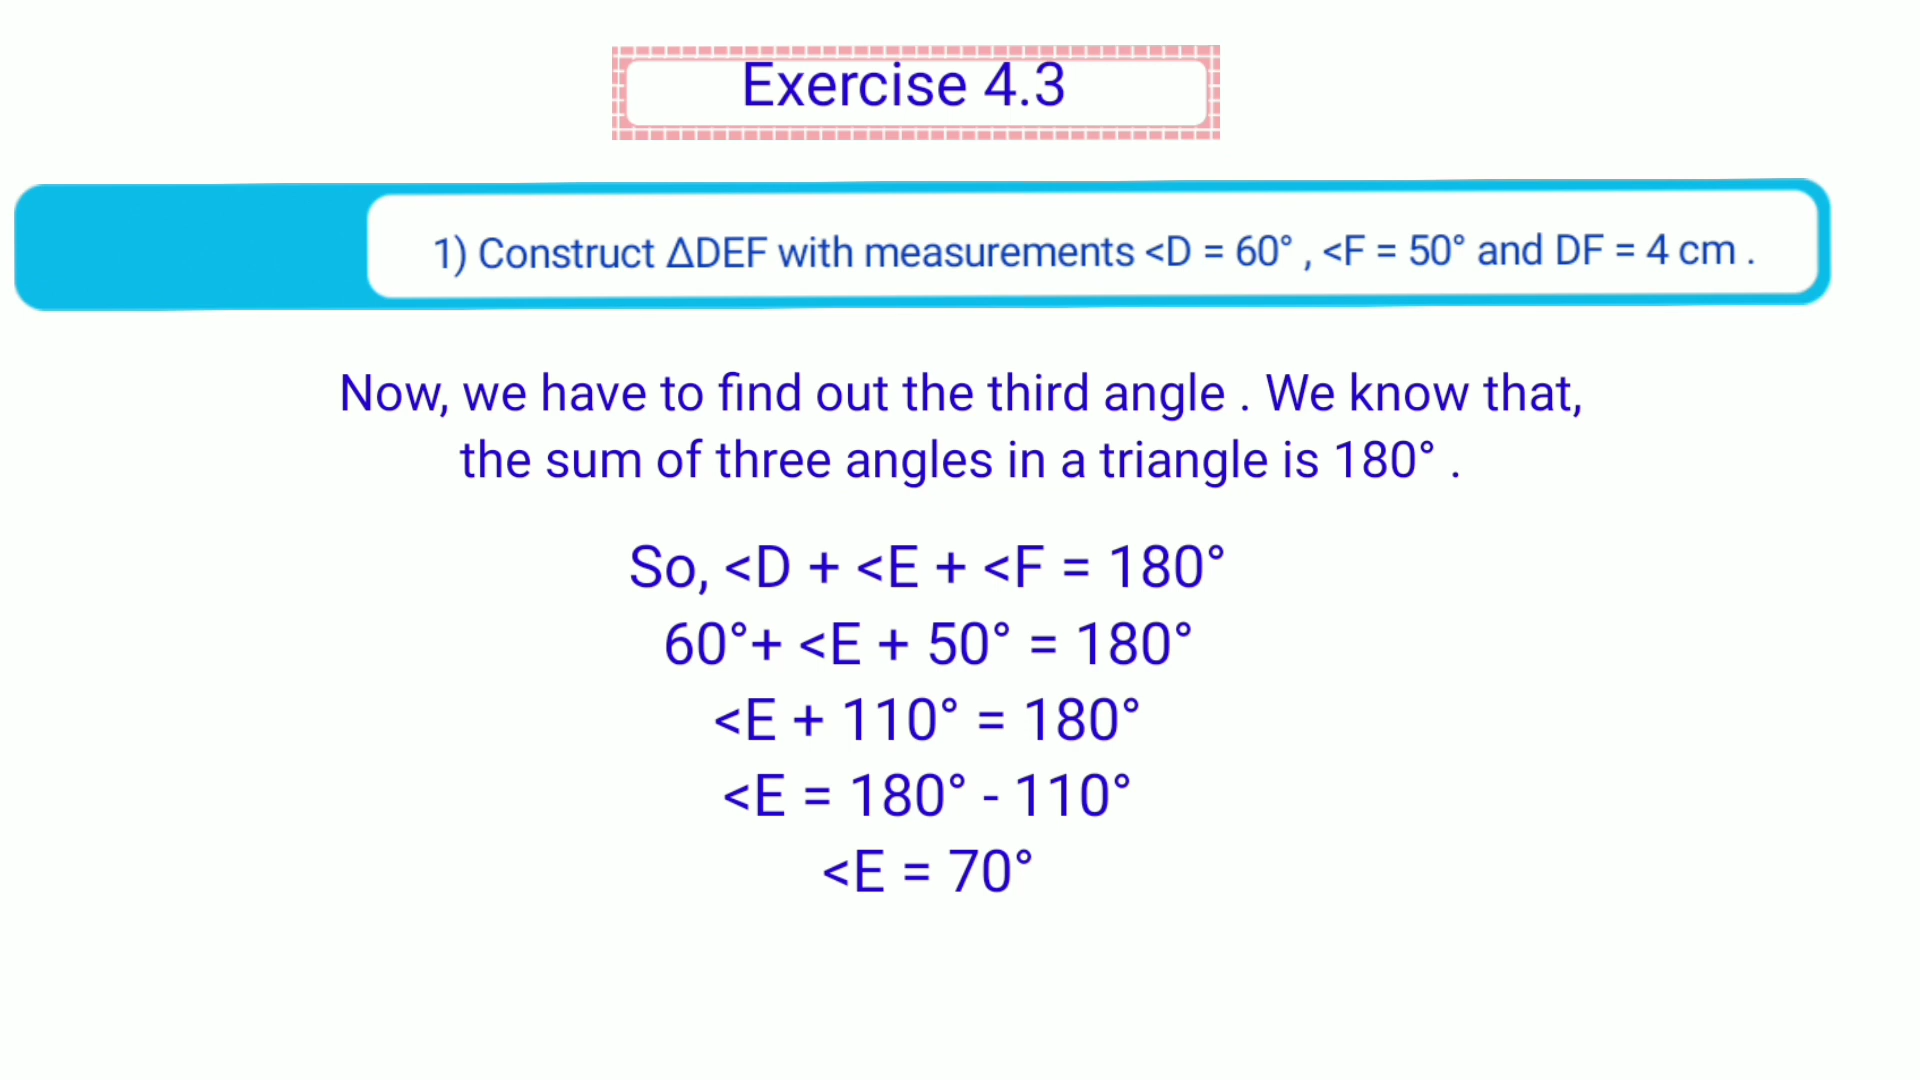 Exercise 4.3
1) Construct ΔDEF with measurements <D = 60° , <F = 50° and DF = 4 cm .
Now, we have to find out the third angle . We know that,
the sum of three angles in a triangle is 180° .
So, <D + <E + <F = 180°
60°+ <E + 50° = 180°
<E + 110° = 180°
<E = 180° - 110°
<E = 70°